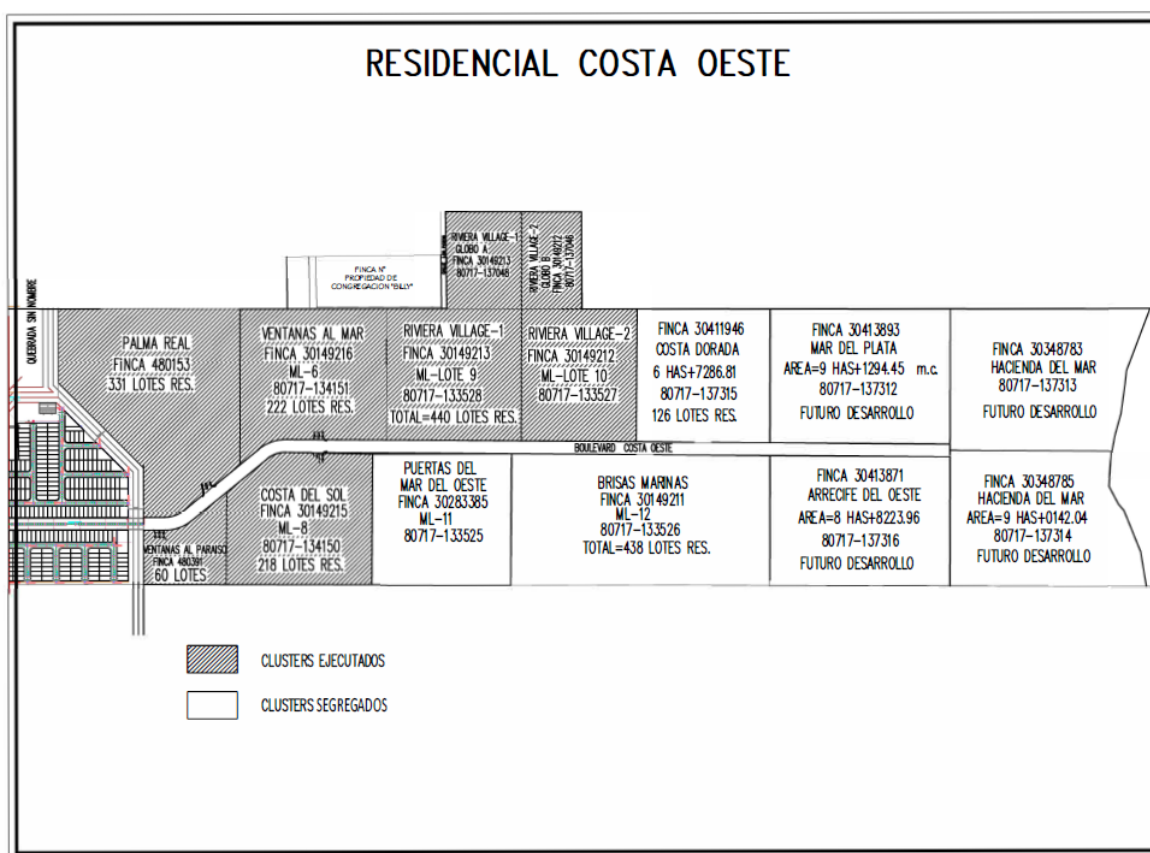 RESIDENCIAL COSTA OESTE
RIVIERA VILLAGE-1
GLOBO A
FINCA 30149213
80717-137048
RIVIERA VILLAGE-2
GLOBO B
FINCA 30149212
80717-137046
FINCA Nº
PROPIEDAD DE
CONGREGACION "BILLY"
QUEBRADA SIN NOMBRE
PALMA REAL
FINCA 480153
331 LOTES RES.
VENTANAS AL MAR
FINCA 30149216
ML-6
80717-134151
222 LOTES RES.
RIVIERA VILLAGE-1
FINCA 30149213
ML-LOTE 9
80717-133528
TOTAL=440 LOTES RES.
RIVIERA VILLAGE-2
FINCA 30149212
ML-LOTE 10
80717-133527
FINCA 30411946
COSTA DORADA
6 HAS+7286.81
80717-137315
126 LOTES RES.
FINCA 30413893
MAR DEL PLATA
AREA=9 HAS+1294.45 m.c.
80717-137312
FUTURO DESARROLLO
FINCA 30348783
HACIENDA DEL MAR
80717-137313
FUTURO DESARROLLO
BOULEVARD COSTA OESTE
VENTANAS AL PARAISO
FINCA 480391
60 LOTES
COSTA DEL SOL
FINCA 30149215
ML-8
80717-134150
218 LOTES RES.
PUERTAS DEL
MAR DEL OESTE
FINCA 30283385
ML-11
80717-133525
BRISAS MARINAS
FINCA 30149211
ML-12
80717-133526
TOTAL=438 LOTES RES.
FINCA 30413871
ARRECIFE DEL OESTE
AREA=8 HAS+8223.96
80717-137316
FUTURO DESARROLLO
FINCA 30348785
HACIENDA DEL MAR
AREA=9 HAS+0142.04
80717-137314
FUTURO DESARROLLO
CLUSTERS EJECUTADOS
CLUSTERS SEGREGADOS